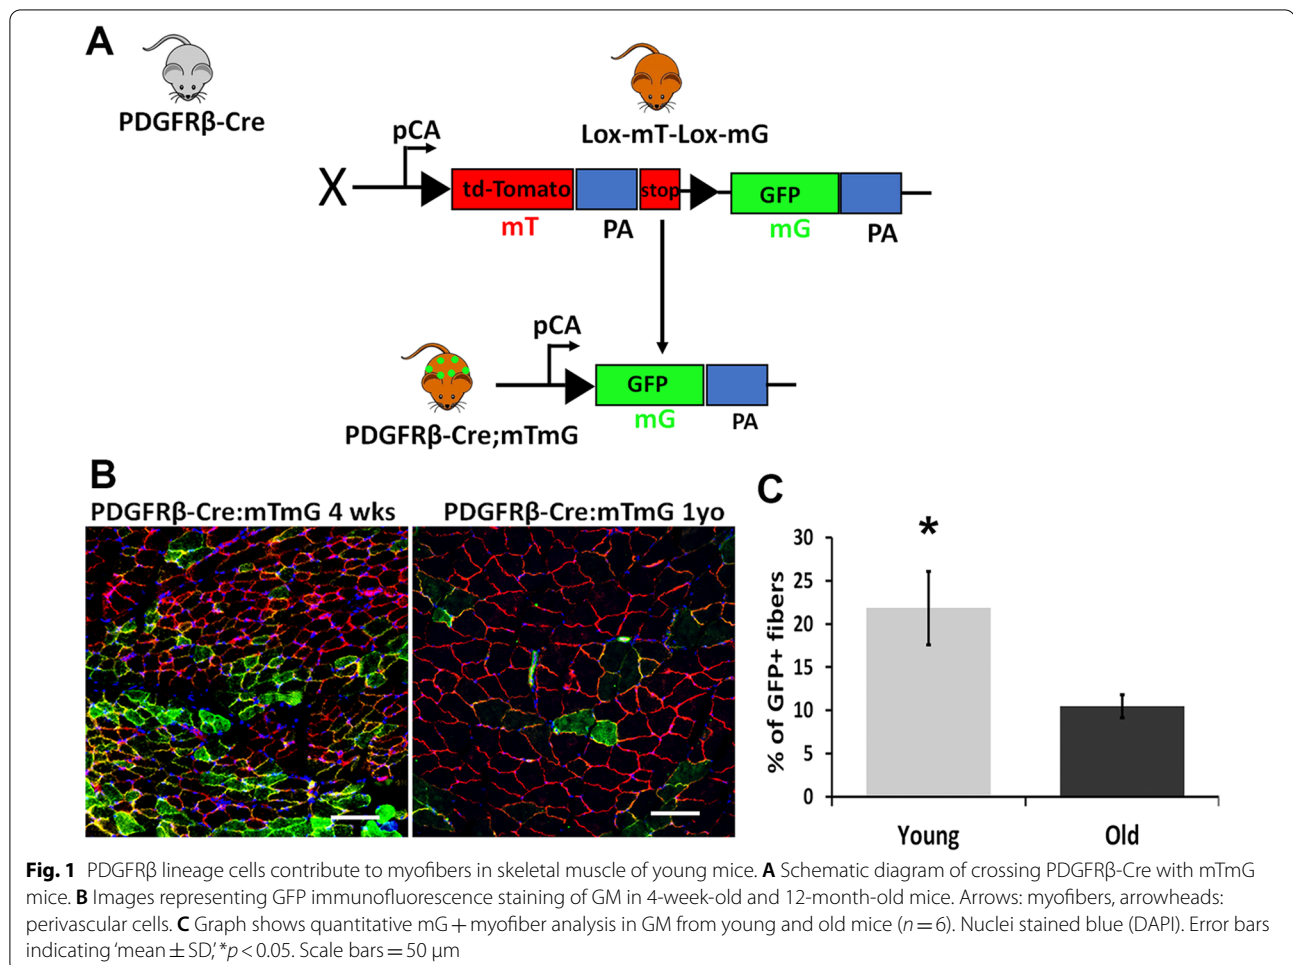 A
PDGFRβ-Cre
Lox-mT-Lox-mG
pCA
X
td-Tomato
stop
GFP
mT
PA
mG
PA
pCA
GFP
mG
PA
PDGFRβ-Cre;mTmG
B
PDGFRβ-Cre:mTmG 4 wks
PDGFRβ-Cre:mTmG 1yo
C
*
% of GFP+ fibers
30
25
20
15
10
5
0
Young
Old
Fig. 1 PDGFRβ lineage cells contribute to myofibers in skeletal muscle of young mice. A Schematic diagram of crossing PDGFRβ-Cre with mTmG
mice. B Images representing GFP immunofluorescence staining of GM in 4-week-old and 12-month-old mice. Arrows: myofibers, arrowheads:
perivascular cells. C Graph shows quantitative mG + myofiber analysis in GM from young and old mice (n = 6). Nuclei stained blue (DAPI). Error bars
indicating ‘mean ± SD,’ *p < 0.05. Scale bars = 50 μm